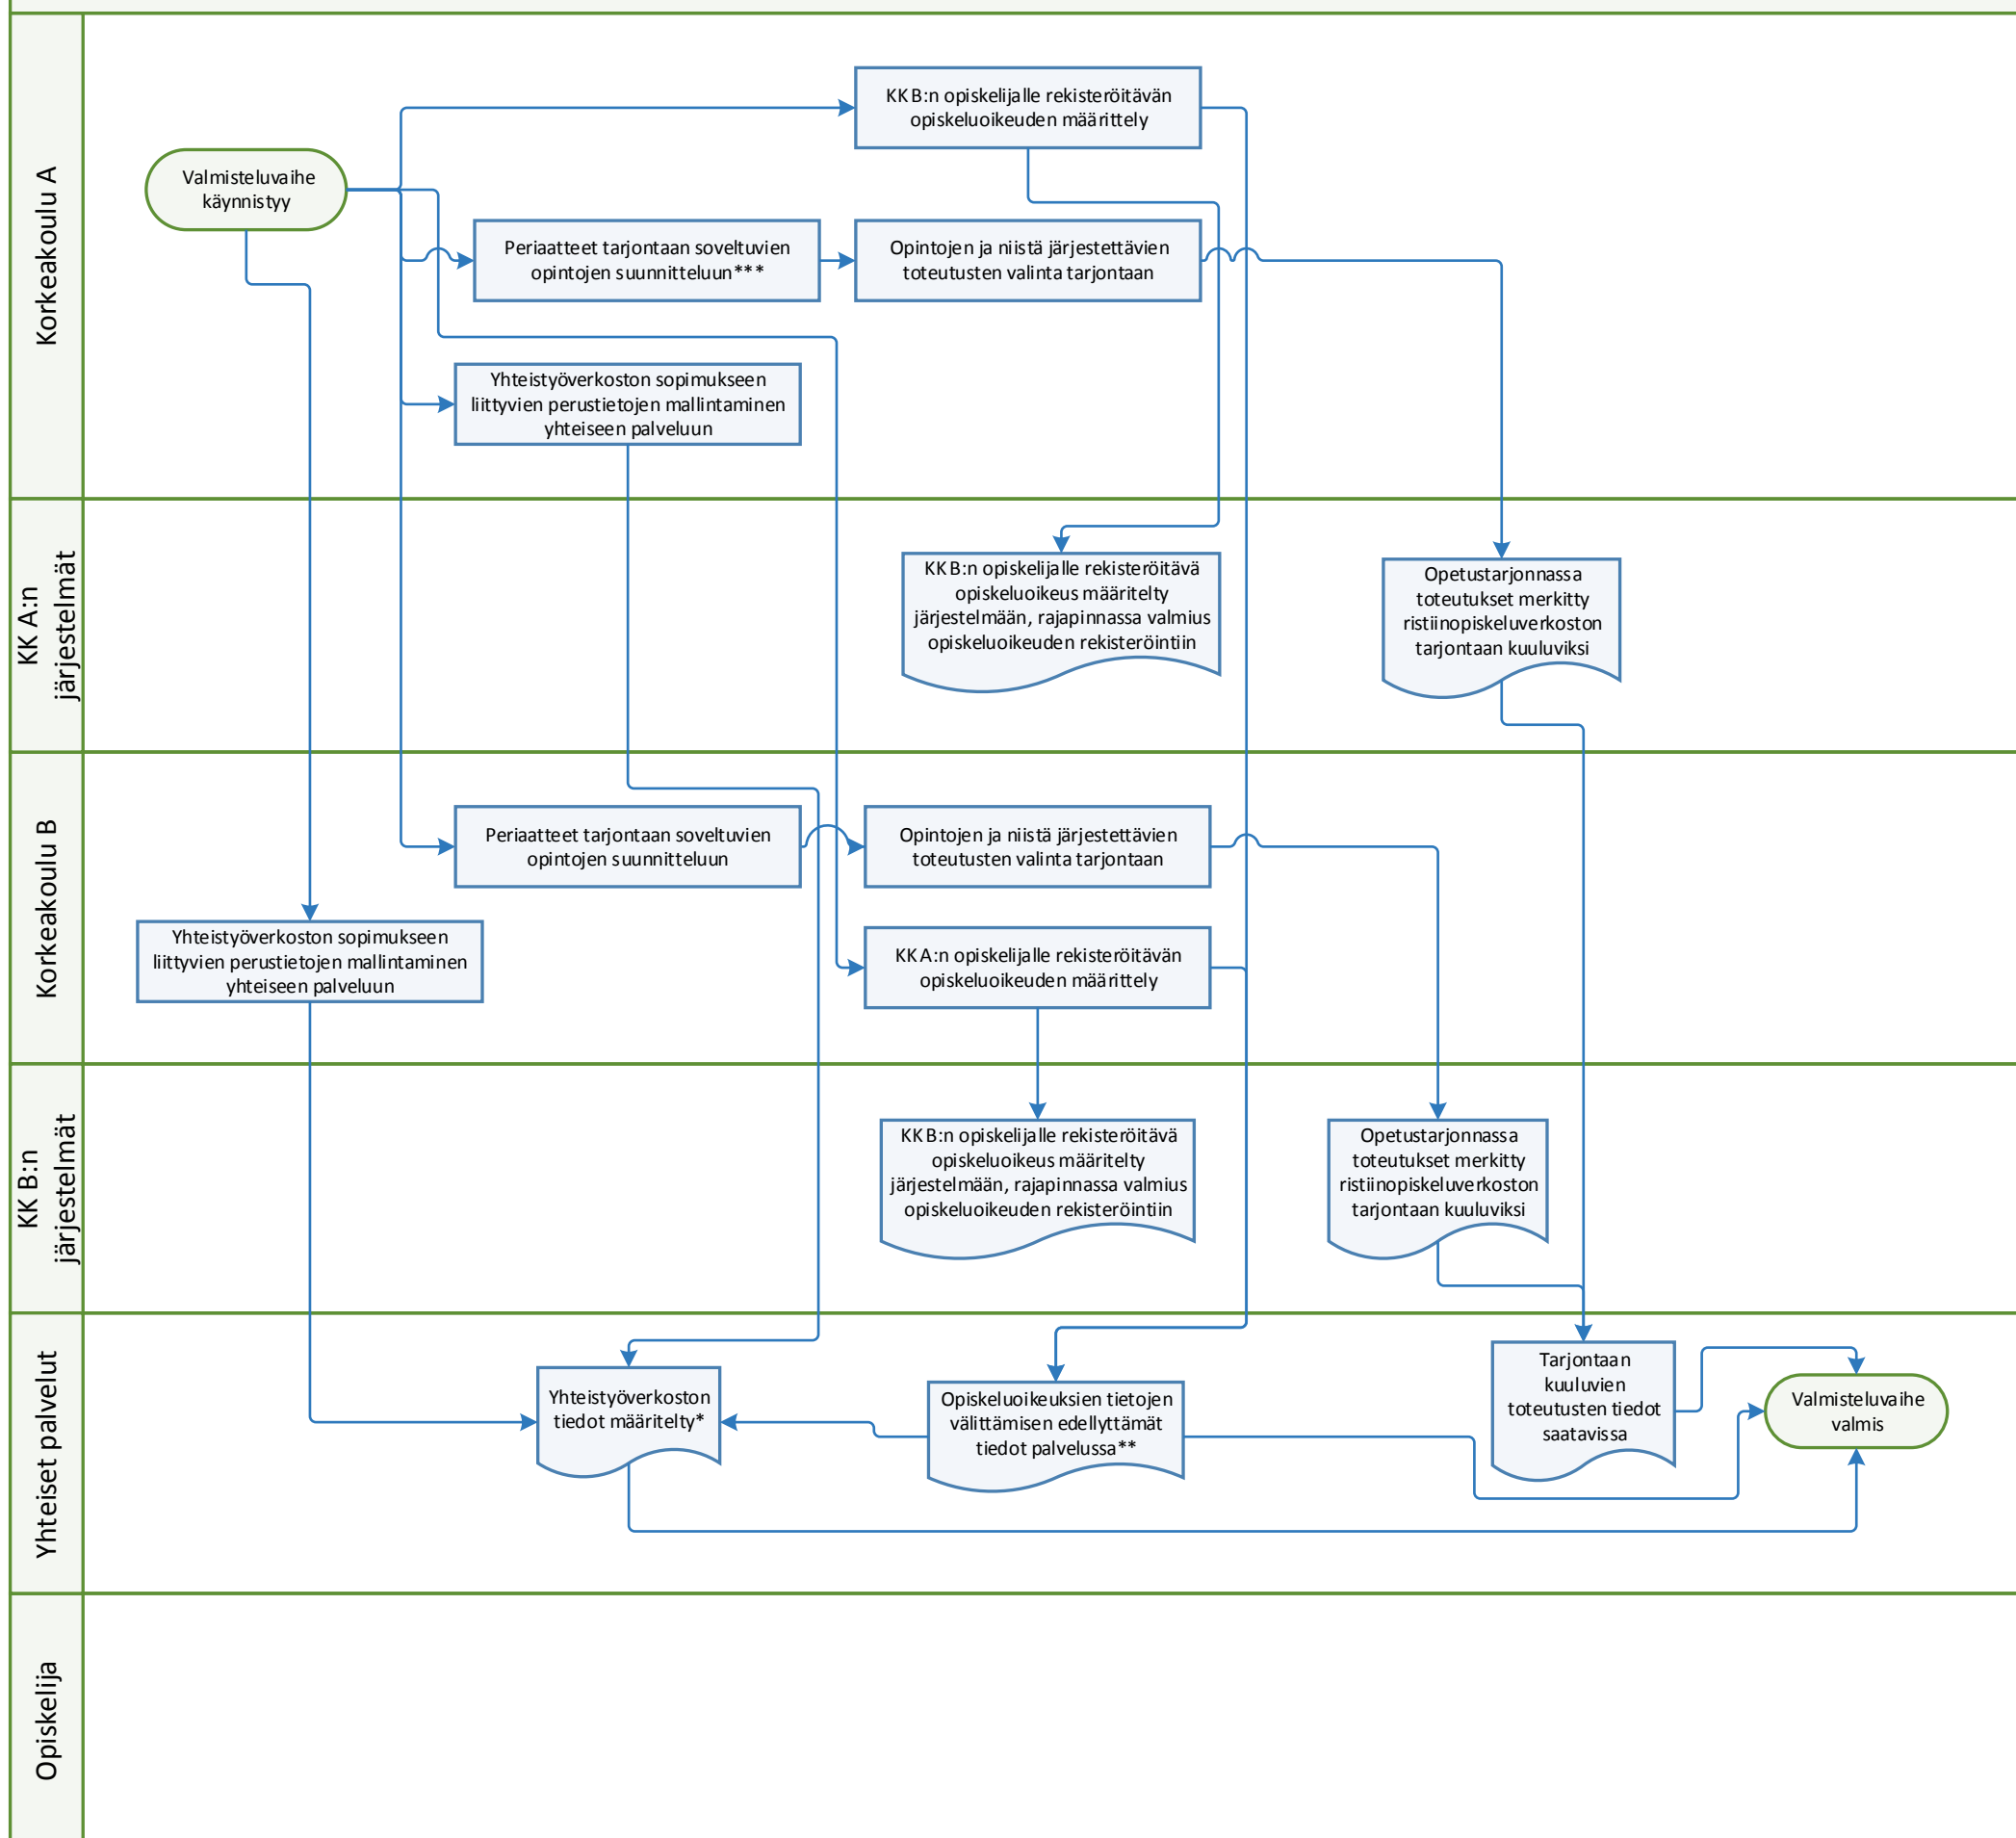 Korkeakoulu A
Valmisteluvaihe
käynnistyy
KKB:n opiskelijalle rekisteröitävän
opiskeluoikeuden määrittely
Periaatteet tarjontaan soveltuvien
opintojen suunnitteluun***
Opintojen ja niistä järjestettävien
toteutusten valinta tarjontaan
Yhteistyöverkoston sopimukseen
liittyvien perustietojen mallintaminen
yhteiseen palveluun
KK A:n
järjestelmät
KKB:n opiskelijalle rekisteröitävä
opiskeluoikeus määritelty
järjestelmään, rajapinnassa valmius
opiskeluoikeuden rekisteröintiin
Opetustarjonnassa
toteutukset merkitty
ristiinopiskeluverkoston
tarjontaan kuuluviksi
Korkeakoulu B
Periaatteet tarjontaan soveltuvien
opintojen suunnitteluun
Opintojen ja niistä järjestettävien
toteutusten valinta tarjontaan
Yhteistyöverkoston sopimukseen
liittyvien perustietojen mallintaminen
yhteiseen palveluun
KKA:n opiskelijalle rekisteröitävän
opiskeluoikeuden määrittely
KK B:n
järjestelmät
KKB:n opiskelijalle rekisteröitävä
opiskeluoikeus määritelty
järjestelmään, rajapinnassa valmius
opiskeluoikeuden rekisteröintiin
Opetustarjonnassa
toteutukset merkitty
ristiinopiskeluverkoston
tarjontaan kuuluviksi
Yhteiset palvelut
Yhteistyöverkoston
tiedot määritelty*
Opiskeluoikeuksien tietojen
välittämisen edellyttämät
tiedot palvelussa**
Tarjontaan
kuuluvien
toteutusten tiedot
saatavissa
Valmisteluvaihe
valmis
Opiskelija